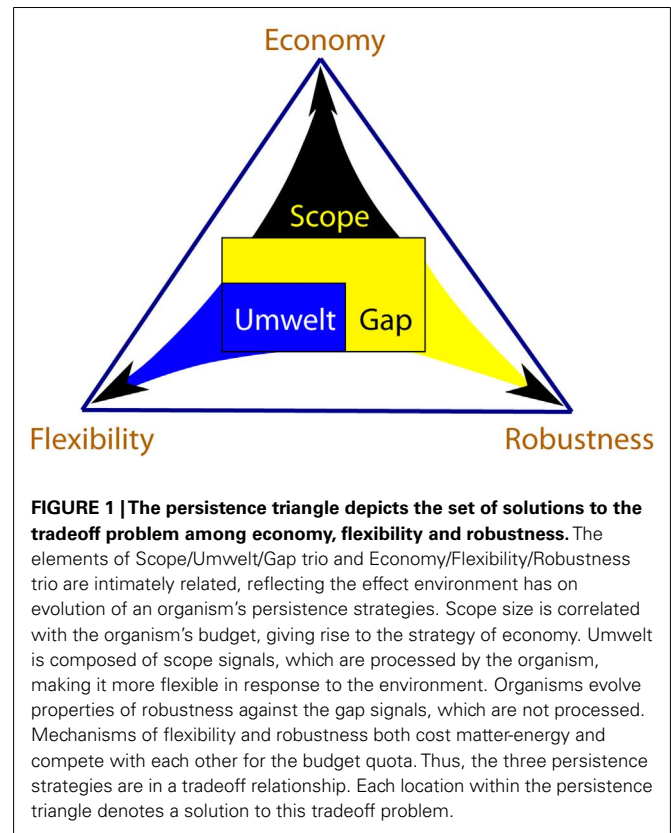 Economy
Scope
Umwelt Gap
Flexibility Robustness
FIGURE 1 | The persistence triangle depicts the set of solutions to the
tradeoff problem among economy, flexibility and robustness. The
elements of Scope/Umwelt/Gap trio and Economy/Flexibility/Robustness
trio are intimately related, reflecting the effect environment has on
evolution of an organism's persistence strategies. Scope size is correlated
with the organism's budget, giving rise to the strategy of economy. Umwelt
is composed of scope signals, which are processed by the organism,
making it more flexible in response to the environment. Organisms evolve
properties of robustness against the gap signals, which are not processed.
Mechanisms of flexibility and robustness both cost matter-energy and
compete with each other for the budget quota. Thus, the three persistence
strategies are in a tradeoff relationship. Each location within the persistence
triangle denotes a solution to this tradeoff problem.